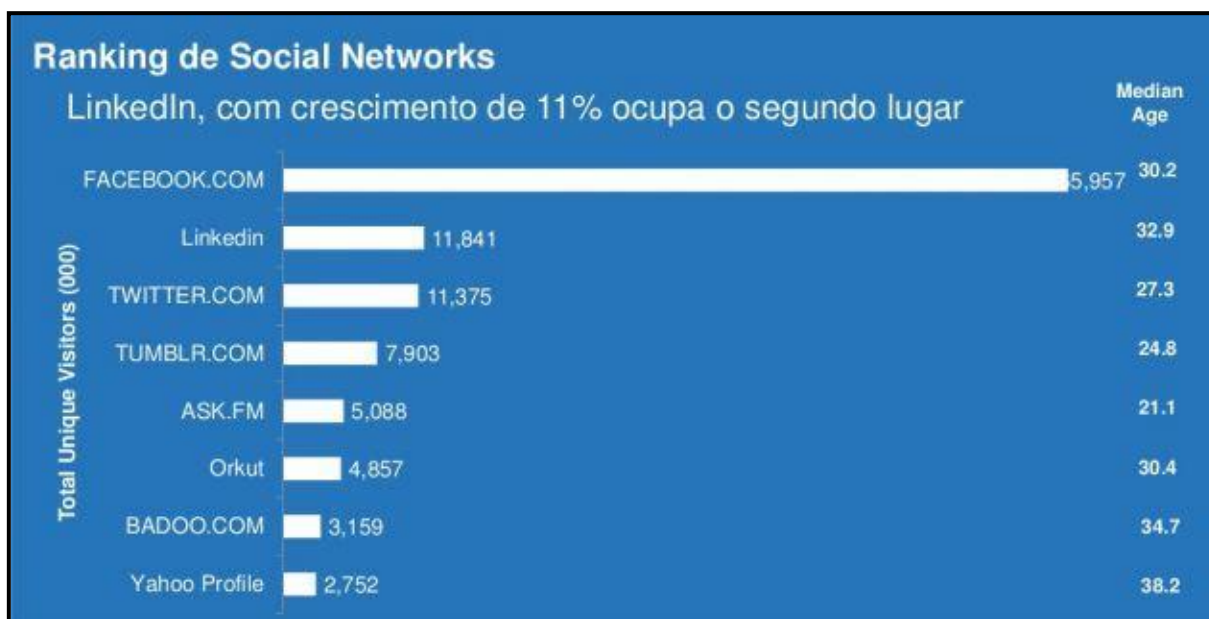 Ranking de Social Networks
LinkedIn, com crescimento de 11% ocupa o segundo lugar
Median
Age
Total Unique Visitors (000)
FACEBOOK.COM 5,957 30.2
Linkedin 11,841 32.9
TWITTER.COM 11,375 27.3
TUMBLR.COM 7,903 24.8
ASK.FM 5,088 21.1
Orkut 4,857 30.4
BADOO.COM 3,159 34.7
Yahoo Profile 2,752 38.2